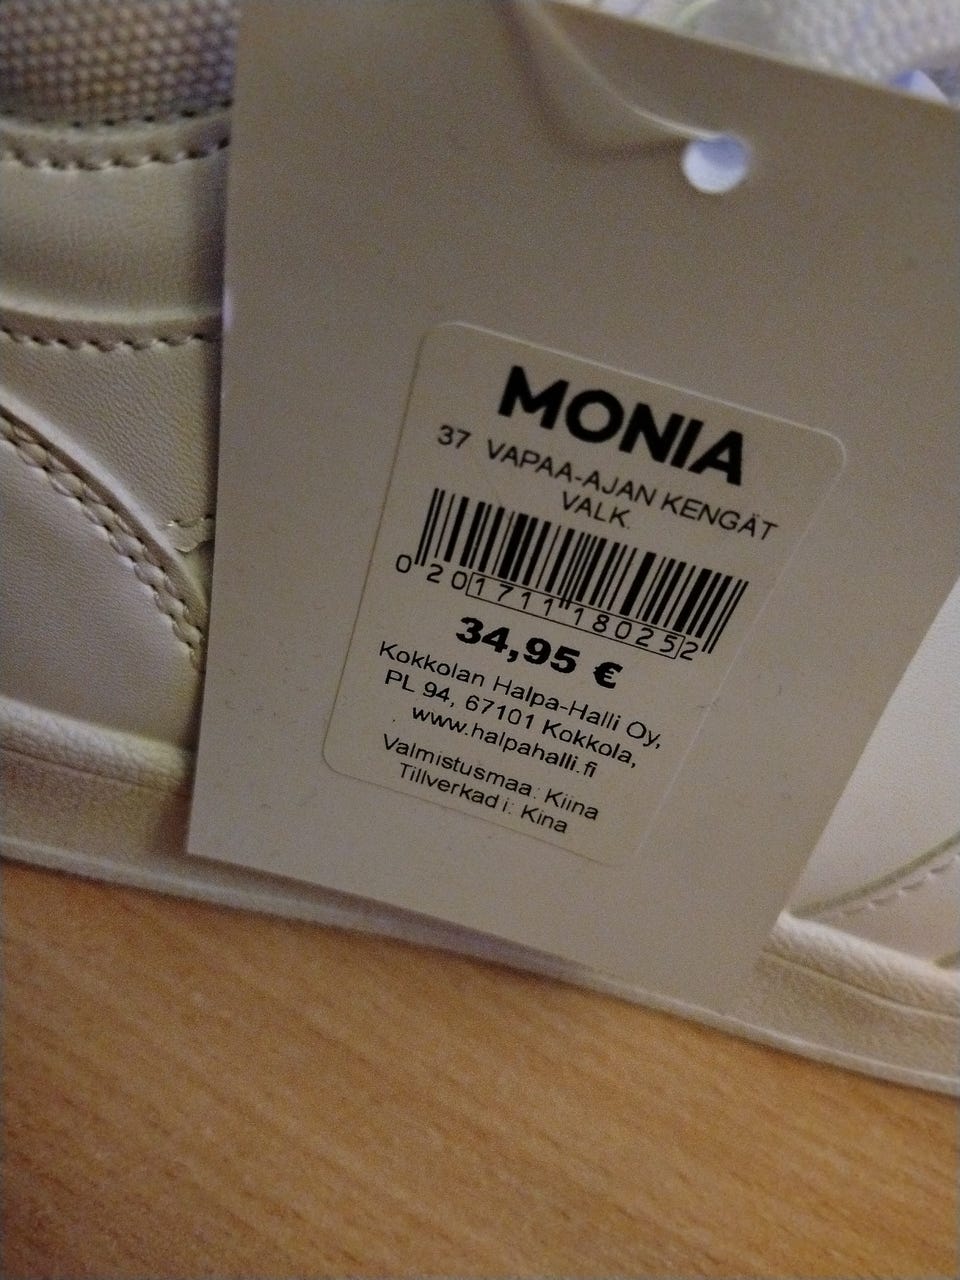 MONIA
37 VAPAA-AJAN KENGÄT
VALK.
0 201711 180252
34,95 €
Kokkolan Halpa-Halli Oy,
PL 94, 67101 Kokkola,
www.halpahalli.fi
Valmistusmaa: Kiina
Tillverkad i: Kina